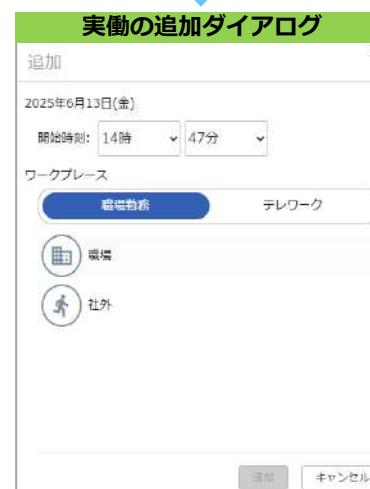 実働の追加ダイアログ
追加
2025年6月13日(金)
開始時刻: 14時 47分
ワークプレース
職場勤務 テレワーク
職場
社外
追加 キャンセル